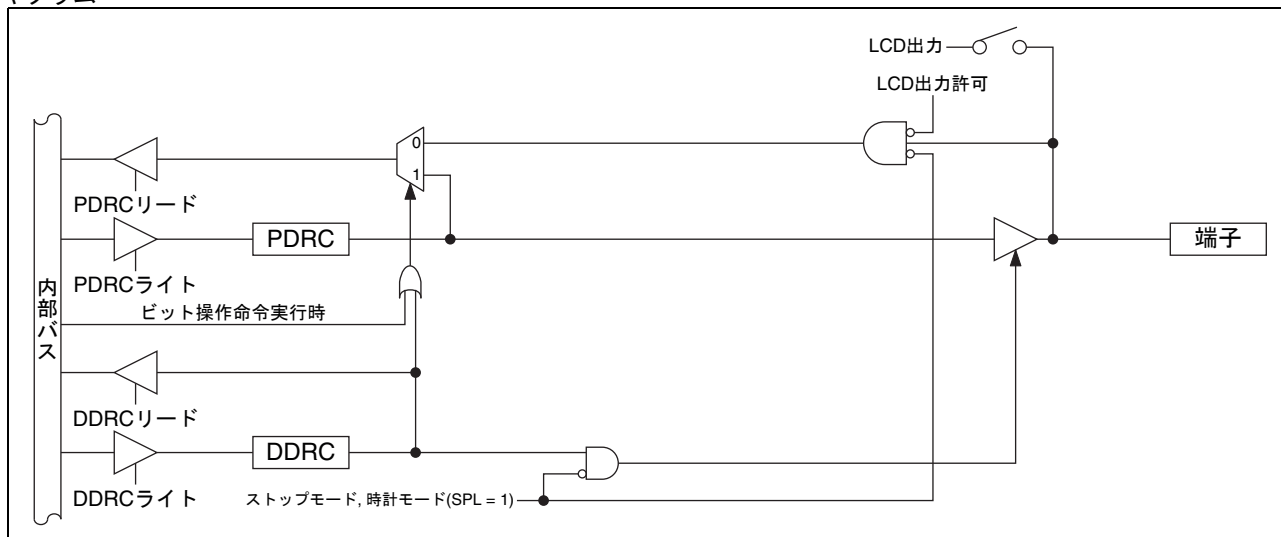 LCD出力
LCD出力許可
0
1
PDRCリード
PDRC
端子
PDRCライト
内部バス
ビット操作命令実行時
DDRCリード
DDRC
DDRCライト
ストップモード, 時計モード(SPL = 1)